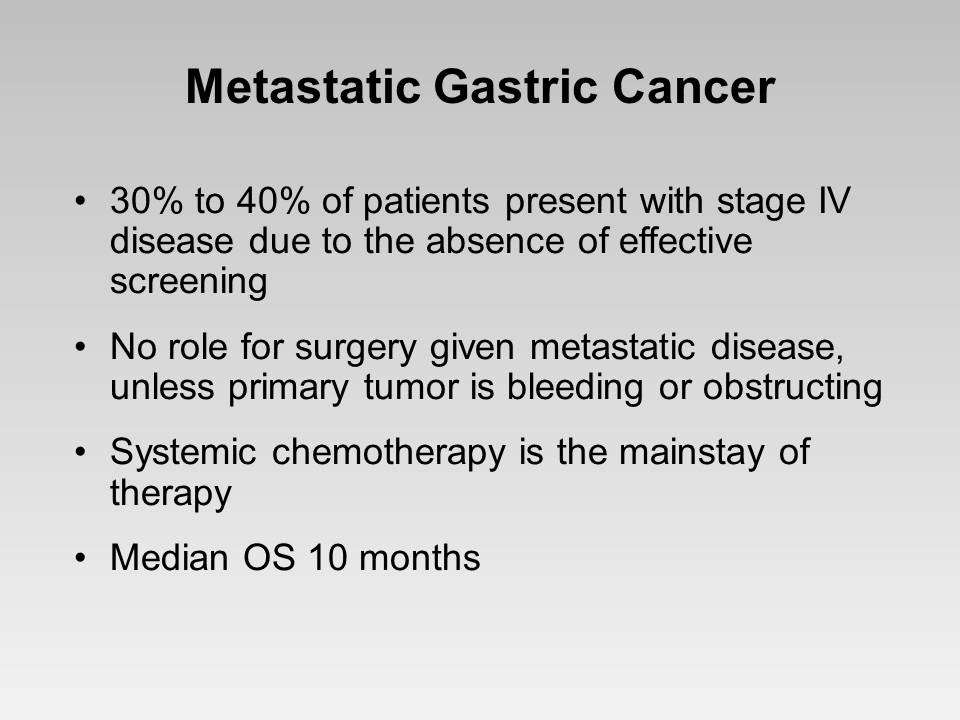 Metastatic Gastric Cancer
• 30% to 40% of patients present with stage IV
disease due to the absence of effective
screening
• No role for surgery given metastatic disease,
unless primary tumor is bleeding or obstructing
• Systemic chemotherapy is the mainstay of
therapy
• Median OS 10 months